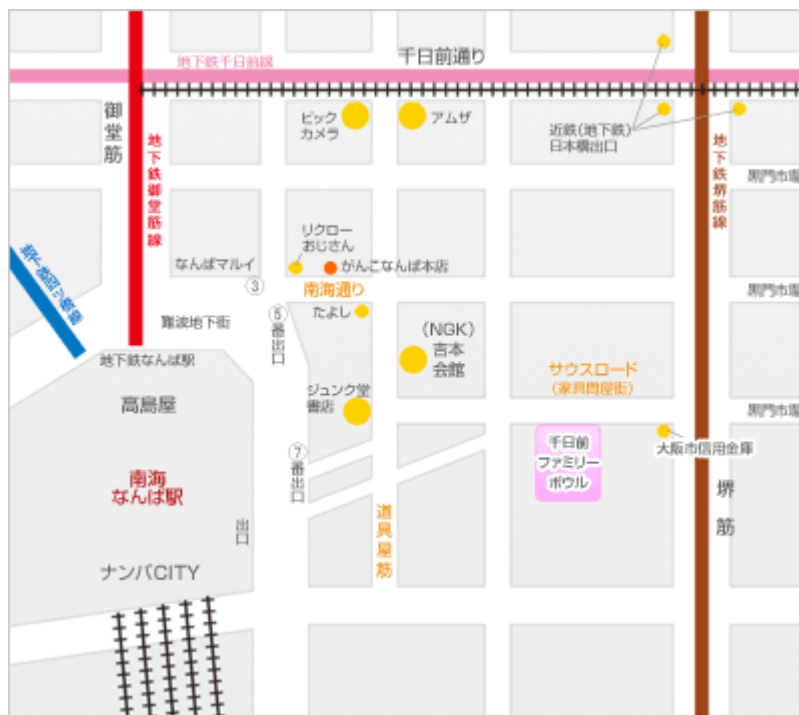 地下鉄千日前線
千日前通り
御堂筋
地下鉄御堂筋線
ビック
カメラ
アムザ
近鉄(地下鉄)
日本橋出口
地下鉄堺筋線
黒門市場
リクロー
おじさん
なんばマルイ
がんこなんば本店
③
南海通り
黒門市場
たよし
難波地下街
⑤番出口
(NGK)
吉本
会館
地下鉄なんば駅
サウスロード
(家具問屋街)
高島屋
ジュンク堂
書店
黒門市場
千日前
ファミリー
ボウル
大阪市信用金庫
⑦番出口
南海
なんば駅
堺筋
道具屋筋
出口
ナンバCITY